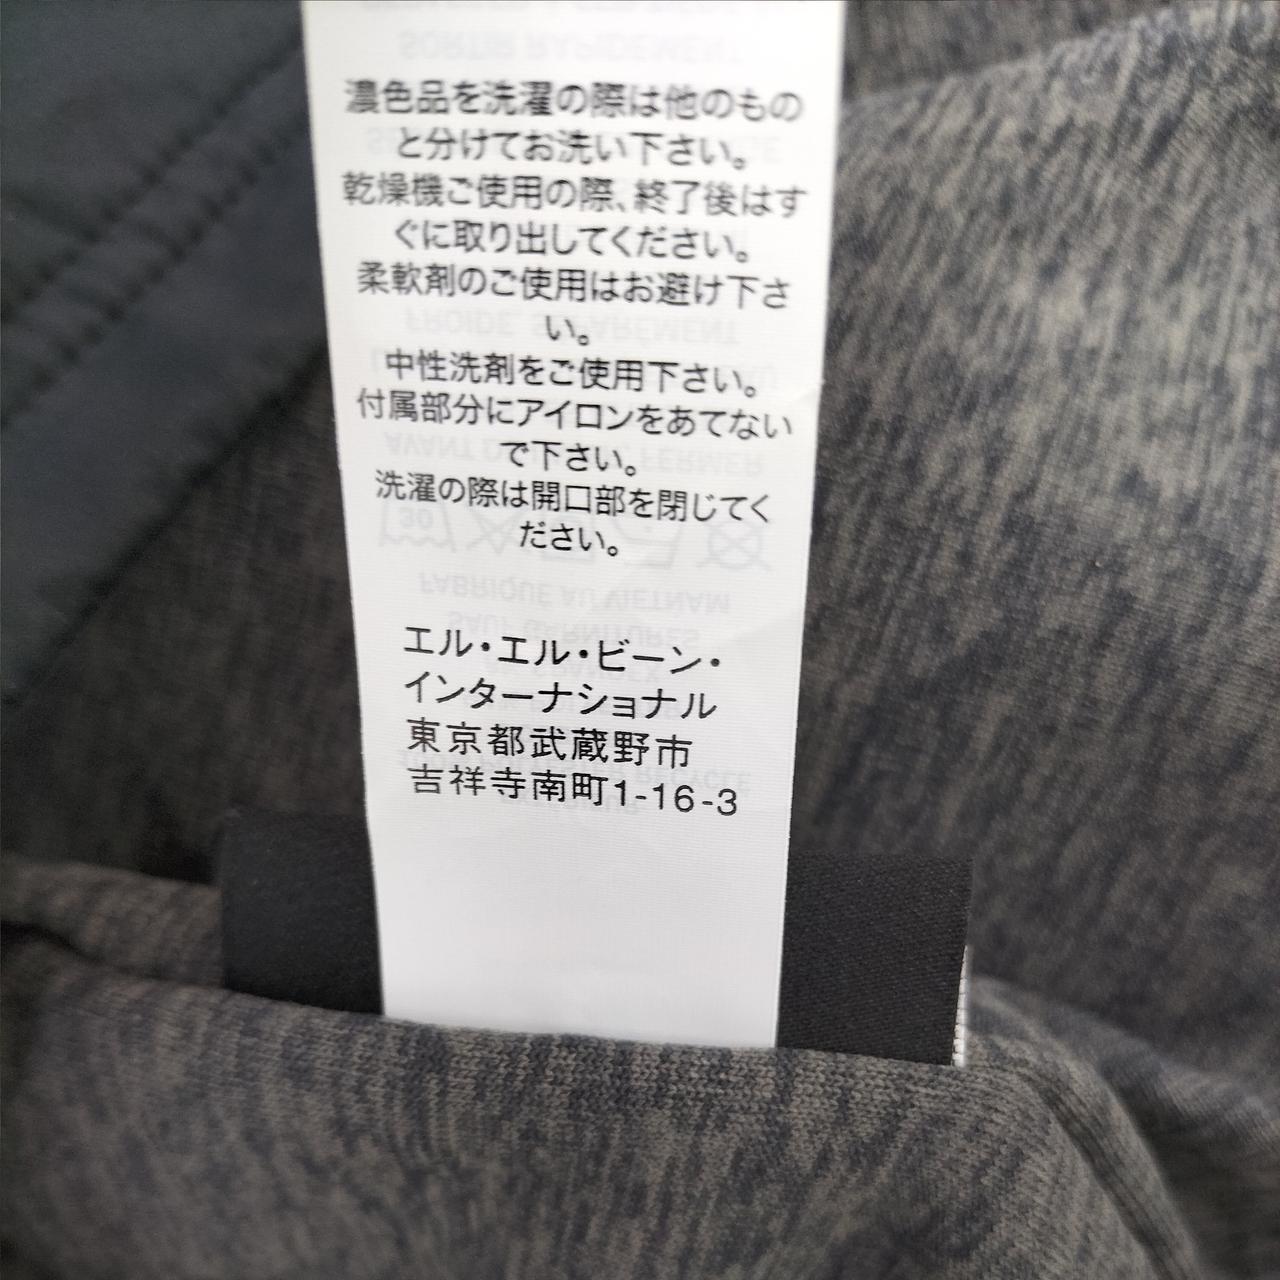 濃色品を洗濯の際は他のもの
と分けてお洗い下さい。
乾燥機ご使用の際、終了後はす
ぐに取り出してください。
柔軟剤のご使用はお避け下さ
い。
中性洗剤をご使用下さい。
付属部分にアイロンをあてない
で下さい。
洗濯の際は開口部を閉じてく
ださい。
エル・エル・ビーン・
インターナショナル
東京都武蔵野市
吉祥寺南町1-16-3